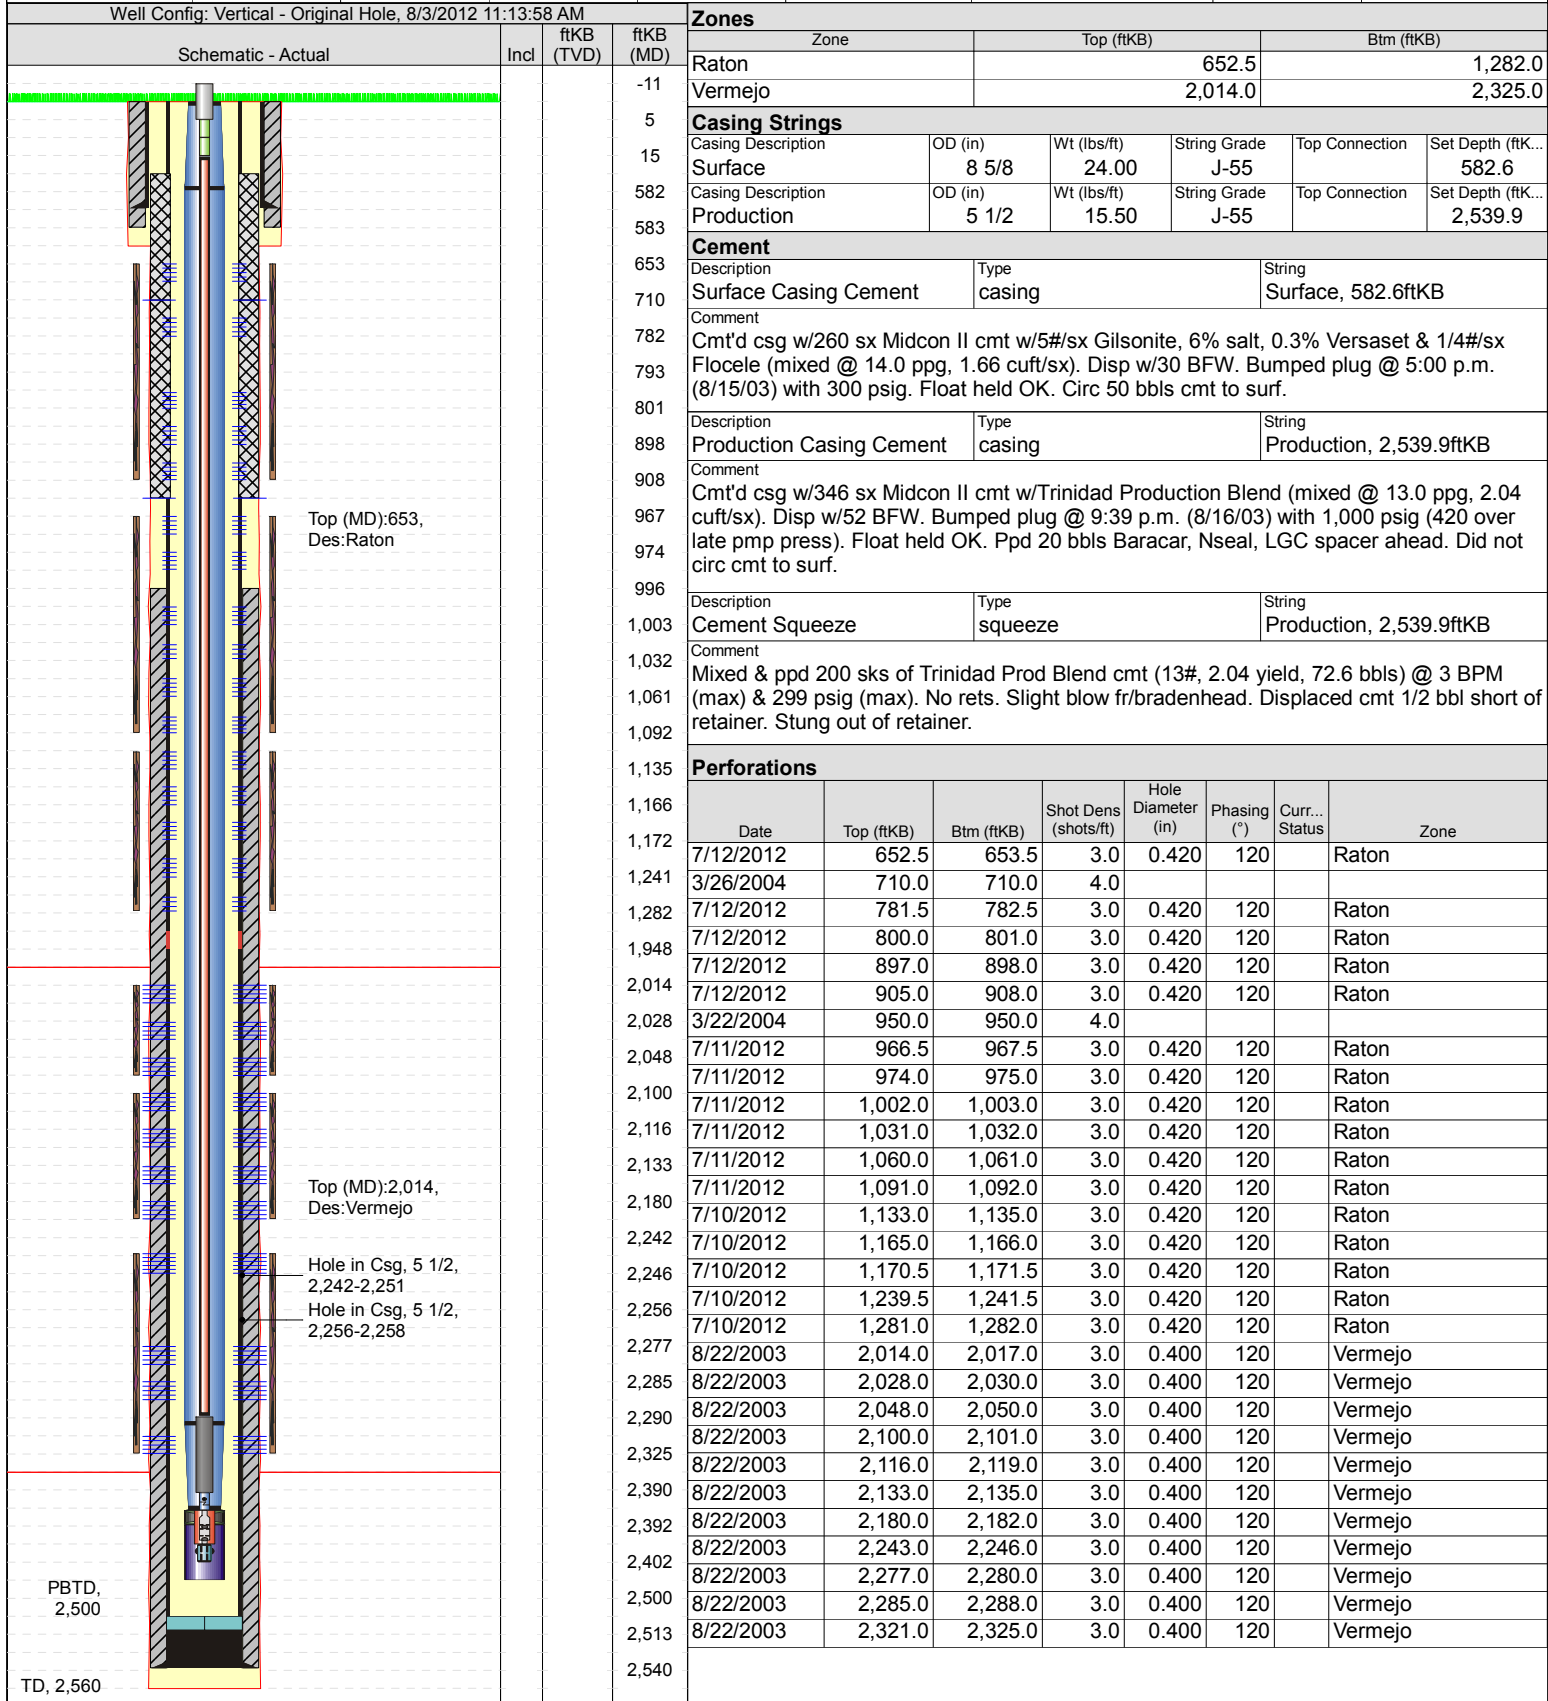 Well Config: Vertical - Original Hole, 8/3/2012 11:13:58 AM
Schematic - Actual
Incl
ftKB (TVD)
ftKB (MD)
-11
5
15
582
583
653
710
782
793
801
898
908
967
974
996
1,003
1,032
1,061
1,092
1,135
1,166
1,172
1,241
1,282
1,948
2,014
2,028
2,048
2,100
2,116
2,133
2,180
2,242
2,246
2,256
2,277
2,285
2,290
2,325
2,390
2,392
2,402
2,500
2,513
2,540
Top (MD):653,
Des:Raton
Top (MD):2,014,
Des:Vermejo
Hole in Csg, 5 1/2,
2,242-2,251
Hole in Csg, 5 1/2,
2,256-2,258
PBTD,
2,500
TD, 2,560
Zones
Zone Top (ftKB) Btm (ftKB)
Raton 652.5 1,282.0
Vermejo 2,014.0 2,325.0
Casing Strings
Casing Description OD (in) Wt (lbs/ft) String Grade Top Connection Set Depth (ftK...
Surface 8 5/8 24.00 J-55 582.6
Casing Description OD (in) Wt (lbs/ft) String Grade Top Connection Set Depth (ftK...
Production 5 1/2 15.50 J-55 2,539.9
Cement
Description Type String
Surface Casing Cement casing Surface, 582.6ftKB
Comment
Cmt'd csg w/260 sx Midcon II cmt w/5#/sx Gilsonite, 6% salt, 0.3% Versaset & 1/4#/sx
Flocele (mixed @ 14.0 ppg, 1.66 cuft/sx). Disp w/30 BFW. Bumped plug @ 5:00 p.m.
(8/15/03) with 300 psig. Float held OK. Circ 50 bbls cmt to surf.
Description Type String
Production Casing Cement casing Production, 2,539.9ftKB
Comment
Cmt'd csg w/346 sx Midcon II cmt w/Trinidad Production Blend (mixed @ 13.0 ppg, 2.04
cuft/sx). Disp w/52 BFW. Bumped plug @ 9:39 p.m. (8/16/03) with 1,000 psig (420 over
late pmp press). Float held OK. Ppd 20 bbls Baracar, Nseal, LGC spacer ahead. Did not
circ cmt to surf.
Description Type String
Cement Squeeze squeeze Production, 2,539.9ftKB
Comment
Mixed & ppd 200 sks of Trinidad Prod Blend cmt (13#, 2.04 yield, 72.6 bbls) @ 3 BPM
(max) & 299 psig (max). No rets. Slight blow fr/bradenhead. Displaced cmt 1/2 bbl short of
retainer. Stung out of retainer.
Perforations
Date Top (ftKB) Btm (ftKB) Shot Dens (shots/ft) Hole Diameter (in) Phasing (°) Curr... Status Zone
7/12/2012 652.5 653.5 3.0 0.420 120 Raton
3/26/2004 710.0 710.0 4.0
7/12/2012 781.5 782.5 3.0 0.420 120 Raton
7/12/2012 800.0 801.0 3.0 0.420 120 Raton
7/12/2012 897.0 898.0 3.0 0.420 120 Raton
7/12/2012 905.0 908.0 3.0 0.420 120 Raton
3/22/2004 950.0 950.0 4.0
7/11/2012 966.5 967.5 3.0 0.420 120 Raton
7/11/2012 974.0 975.0 3.0 0.420 120 Raton
7/11/2012 1,002.0 1,003.0 3.0 0.420 120 Raton
7/11/2012 1,031.0 1,032.0 3.0 0.420 120 Raton
7/11/2012 1,060.0 1,061.0 3.0 0.420 120 Raton
7/11/2012 1,091.0 1,092.0 3.0 0.420 120 Raton
7/10/2012 1,133.0 1,135.0 3.0 0.420 120 Raton
7/10/2012 1,165.0 1,166.0 3.0 0.420 120 Raton
7/10/2012 1,170.5 1,171.5 3.0 0.420 120 Raton
7/10/2012 1,239.5 1,241.5 3.0 0.420 120 Raton
7/10/2012 1,281.0 1,282.0 3.0 0.420 120 Raton
8/22/2003 2,014.0 2,017.0 3.0 0.400 120 Vermejo
8/22/2003 2,028.0 2,030.0 3.0 0.400 120 Vermejo
8/22/2003 2,048.0 2,050.0 3.0 0.400 120 Vermejo
8/22/2003 2,100.0 2,101.0 3.0 0.400 120 Vermejo
8/22/2003 2,116.0 2,119.0 3.0 0.400 120 Vermejo
8/22/2003 2,133.0 2,135.0 3.0 0.400 120 Vermejo
8/22/2003 2,180.0 2,182.0 3.0 0.400 120 Vermejo
8/22/2003 2,243.0 2,246.0 3.0 0.400 120 Vermejo
8/22/2003 2,277.0 2,280.0 3.0 0.400 120 Vermejo
8/22/2003 2,285.0 2,288.0 3.0 0.400 120 Vermejo
8/22/2003 2,321.0 2,325.0 3.0 0.400 120 Vermejo